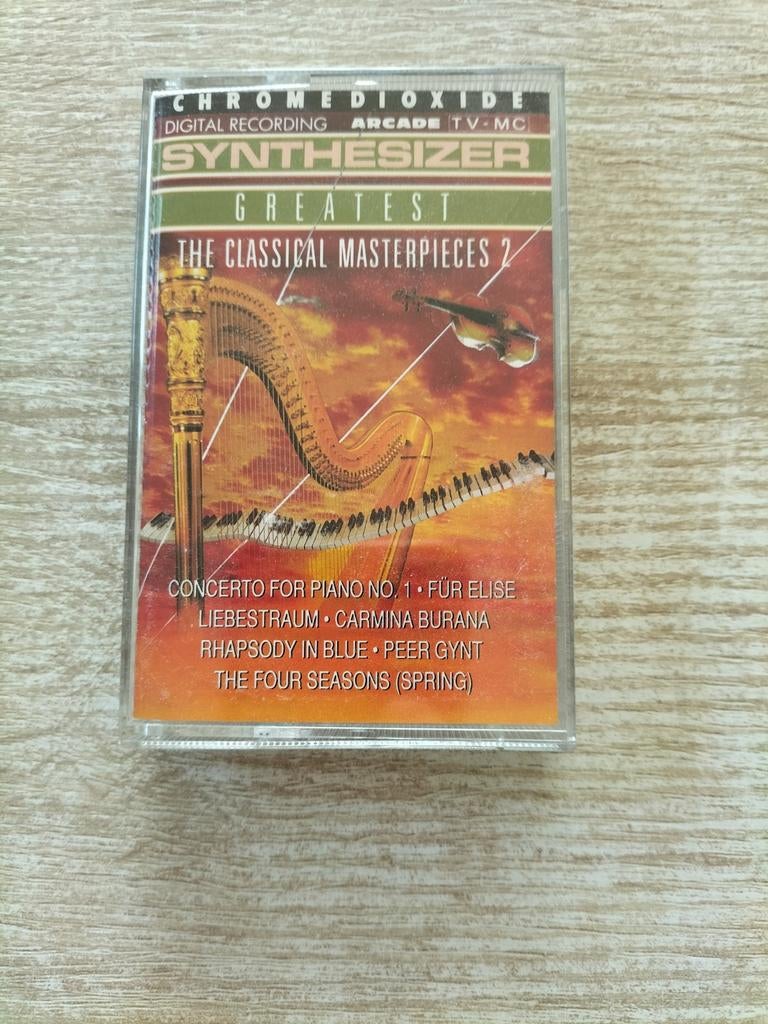 CHROMEDIOXIDE
DIGITAL RECORDING ARCADE TV-MC
SYNTHESIZER
GREATEST
THE CLASSICAL MASTERPIECES 2
CONCERTO FOR PIANO NO. 1 • FÜR ELISE
LIEBESTRAUM • CARMINA BURANA
RHAPSODY IN BLUE • PEER GYNT
THE FOUR SEASONS (SPRING)